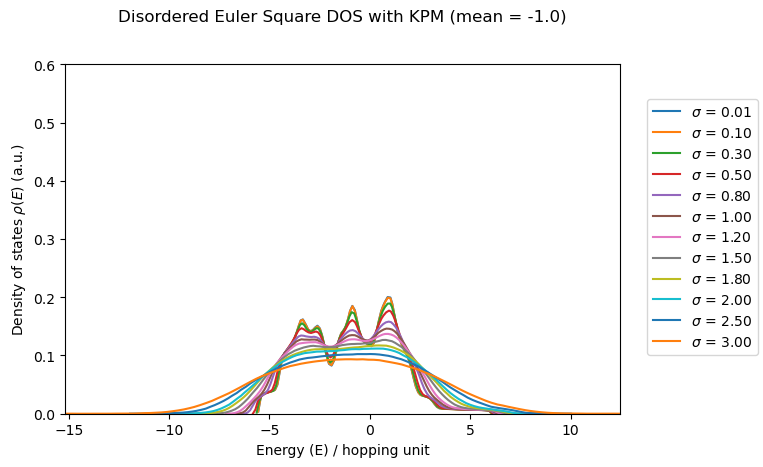 Disordered Euler Square DOS with KPM (mean = -1.0)
Density of states ρ(E) (a.u.)
0.6
0.5
0.4
0.3
0.2
0.1
0.0
−15
−10
−5
0
5
10
Energy (E) / hopping unit
σ = 0.01
σ = 0.10
σ = 0.30
σ = 0.50
σ = 0.80
σ = 1.00
σ = 1.20
σ = 1.50
σ = 1.80
σ = 2.00
σ = 2.50
σ = 3.00